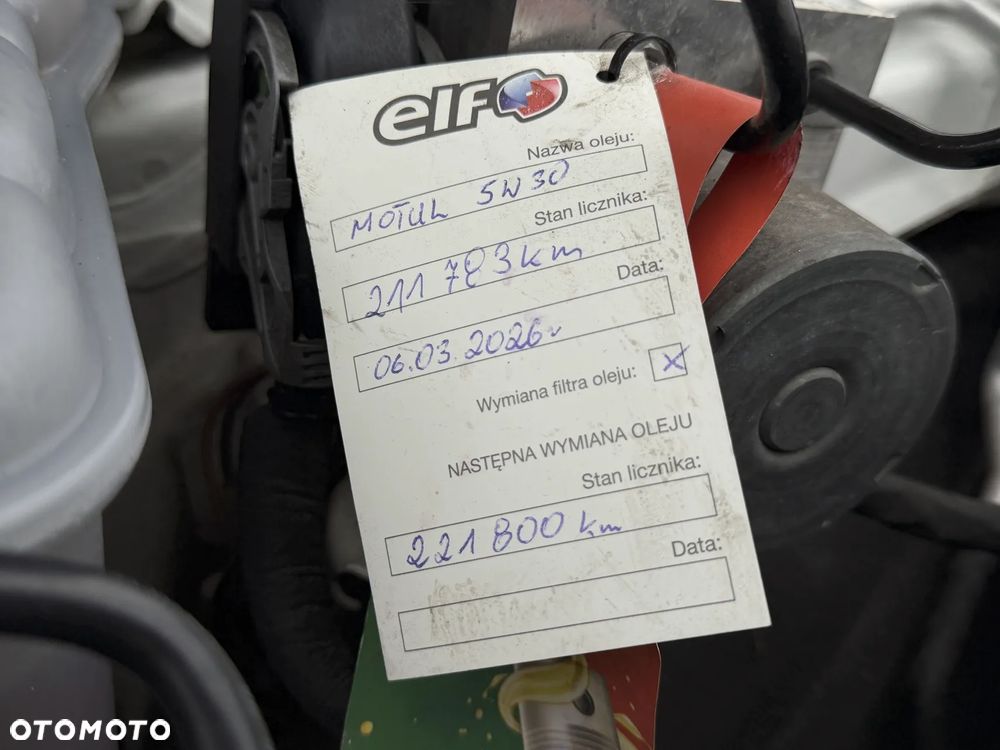 elf
Nazwa oleju:
MOTUL 5W30
Stan licznika:
211 783 km
Data:
06.03.2026r
Wymiana filtra oleju: X
NASTĘPNA WYMIANA OLEJU
Stan licznika:
221 800 km
Data:
OTOMOTO